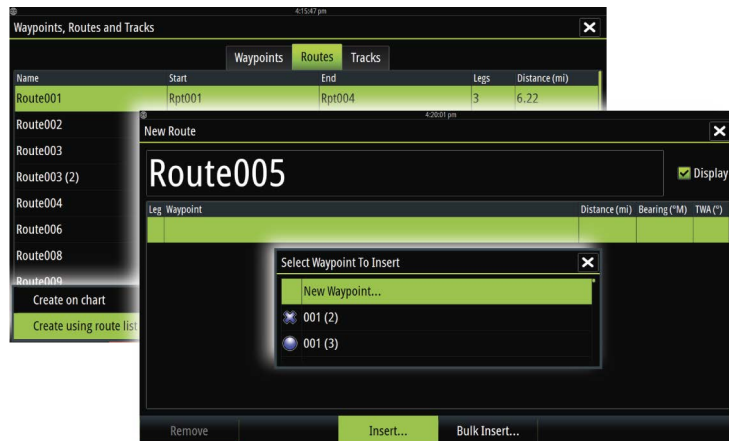 4:15:47 pm
Waypoints, Routes and Tracks
Waypoints Routes Tracks
Name Start End Legs Distance (mi)
Route001 Rpt001 Rpt004 3 6.22
Route002
Route003
Route003 (2)
Route004
Route006
Route008
Route009
Create on chart
Create using route list
4:20:01 pm
New Route
Route005
Display
Leg Waypoint Distance (mi) Bearing (°M) TWA (°)
Select Waypoint To Insert
New Waypoint...
001 (2)
001 (3)
Remove Insert... Bulk Insert...